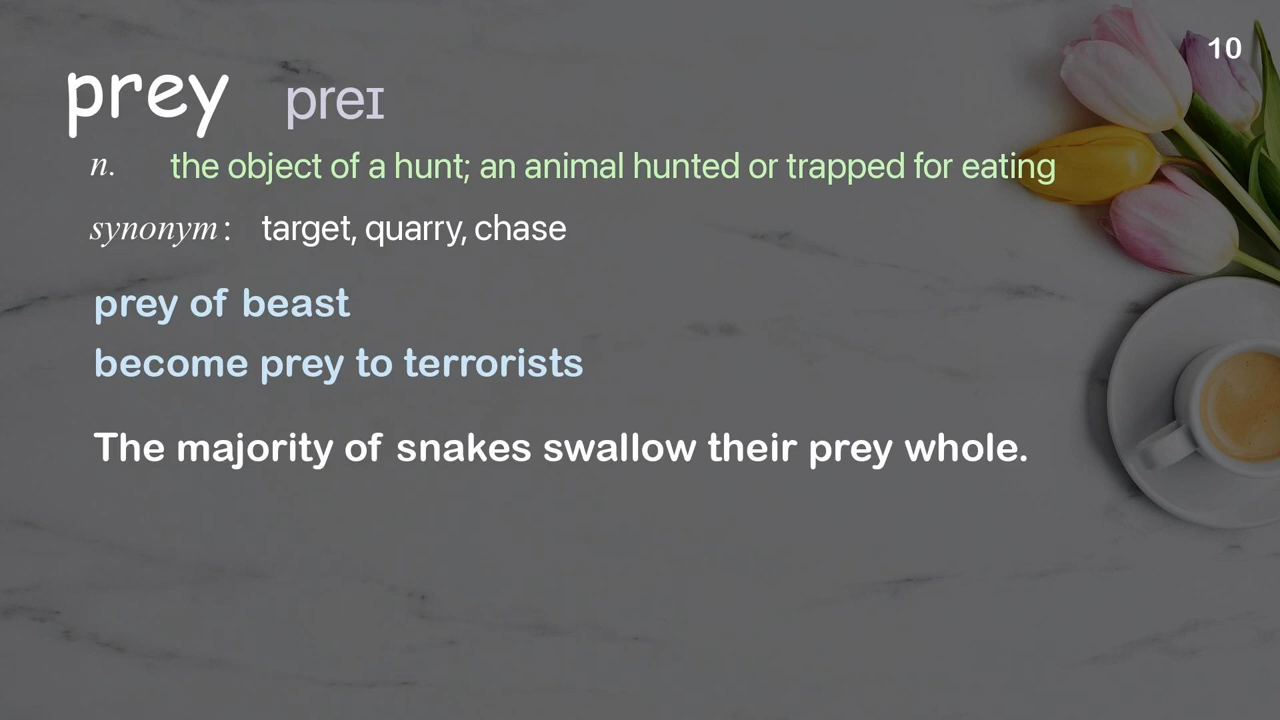 10
prey preɪ
n. the object of a hunt; an animal hunted or trapped for eating
synonym: target, quarry, chase
prey of beast
become prey to terrorists
The majority of snakes swallow their prey whole.